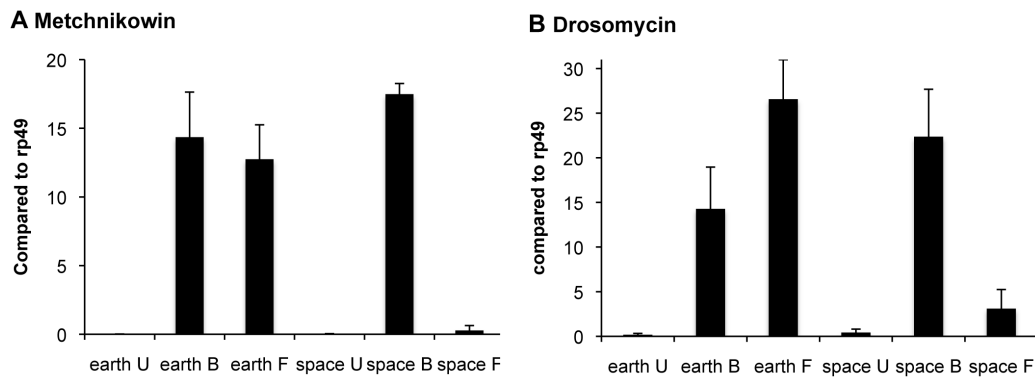 A Metchnikowin
20
15
10
5
0
Compared to rp49
earth U earth B earth F space U space B space F
B Drosomycin
30
25
20
15
10
5
0
compared to rp49
earth U earth B earth F space U space B space F